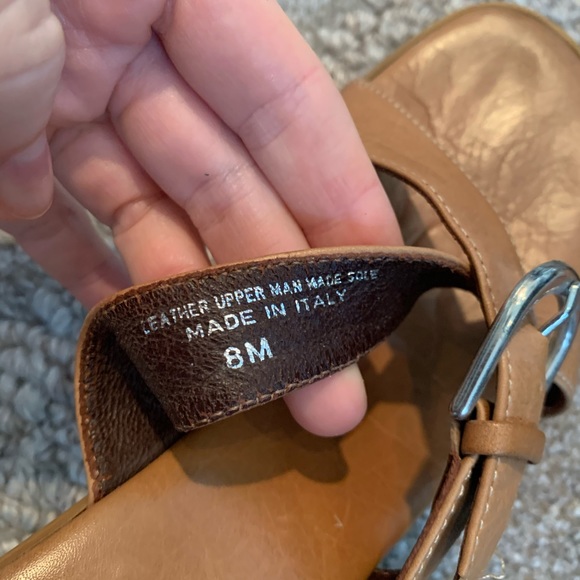 LEATHER UPPER MAN MADE SOLE
MADE IN ITALY
8M